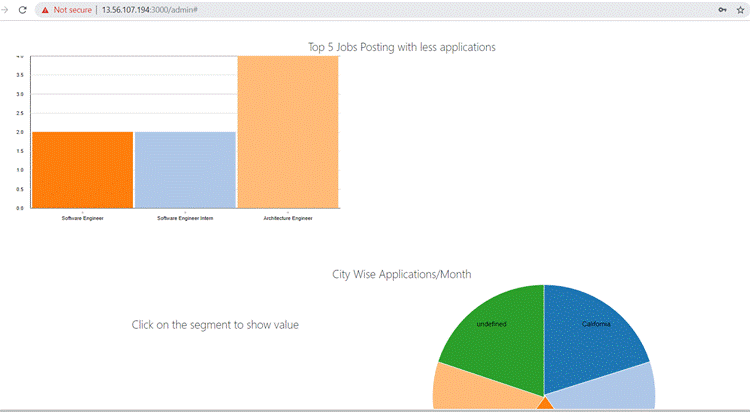 Not secure | 13.56.107.194:3000/admin#
Top 5 Jobs Posting with less applications
4.0
3.5
3.0
2.5
2.0
1.5
1.0
0.5
0.0
Software Engineer Software Engineer Intern Architecture Engineer
City Wise Applications/Month
Click on the segment to show value
undefined California